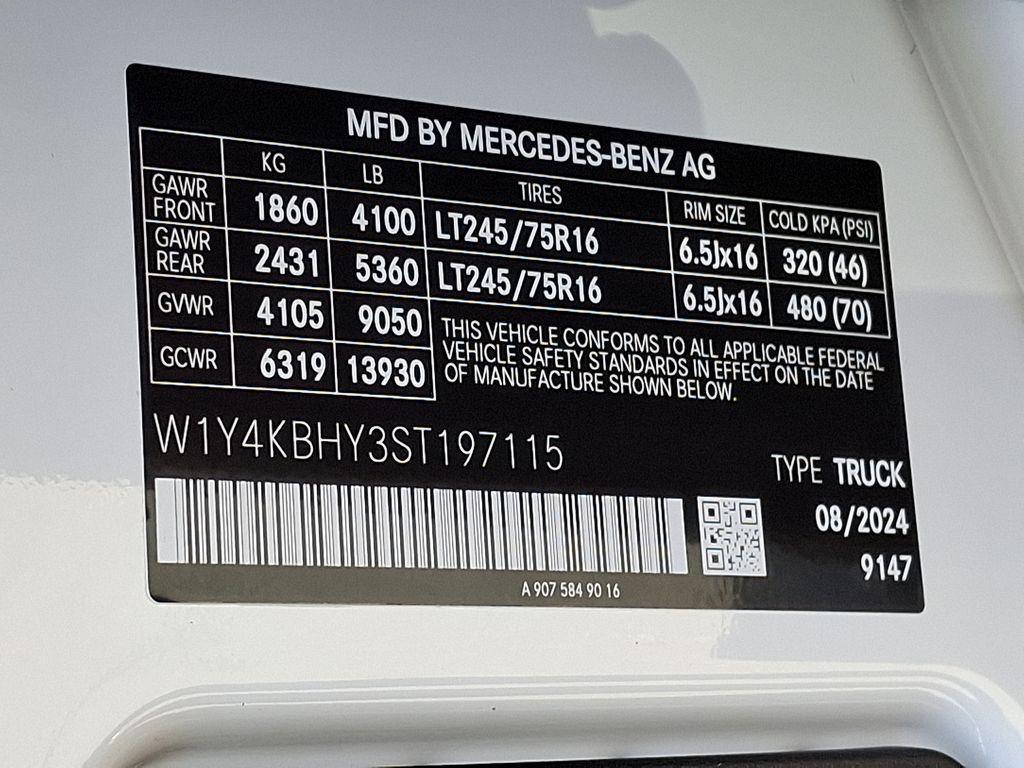 MFD BY MERCEDES-BENZ AG
KG LB TIRES RIM SIZE COLD KPA (PSI)
GAWR FRONT 1860 4100 LT245/75R16 6.5Jx16 320 (46)
GAWR REAR 2431 5360 LT245/75R16 6.5Jx16 480 (70)
GVWR 4105 9050
GCWR 6319 13930
THIS VEHICLE CONFORMS TO ALL APPLICABLE FEDERAL
VEHICLE SAFETY STANDARDS IN EFFECT ON THE DATE
OF MANUFACTURE SHOWN BELOW.
W1Y4KBHY3ST197115
TYPE TRUCK
08/2024
9147
A 907 584 90 16